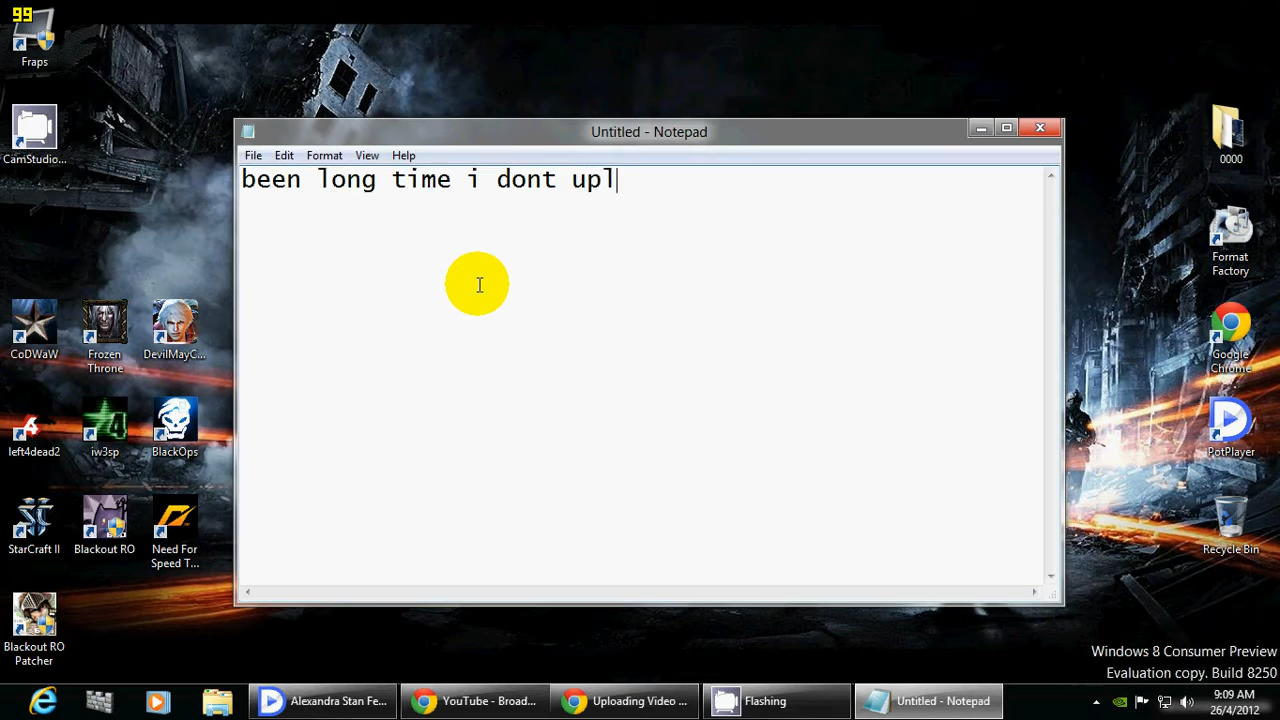 99
Fraps
CamStudio...
CoDWaW
Frozen
Throne
DevilMayC...
left4dead2
iw3sp
BlackOps
StarCraft II
Blackout RO
Need For
Speed T...
Blackout RO
Patcher
Untitled - Notepad
File Edit Format View Help
been long time i dont upl
0000
Format
Factory
Google
Chrome
PotPlayer
Recycle Bin
Windows 8 Consumer Preview
Evaluation copy. Build 8250
Alexandra Stan Fe...
YouTube - Broad...
Uploading Video ...
Flashing
Untitled - Notepad
9:09 AM
26/4/2012